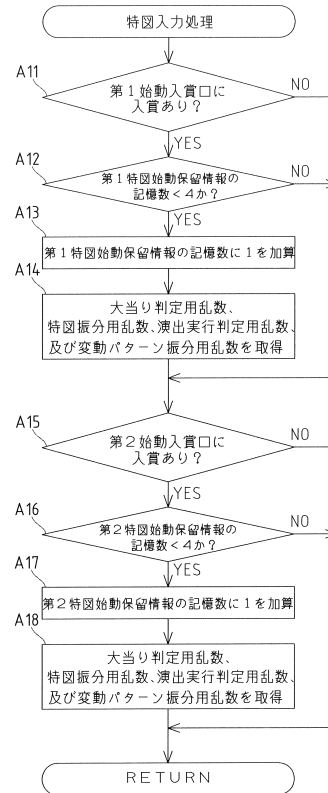 特図入力処理
A11
第1始動入賞口に
入賞あり？
NO
YES
A12
第1特図始動保留情報の
記憶数＜4か？
NO
YES
A13
第1特図始動保留情報の記憶数に1を加算
A14
大当り判定用乱数、
特図振分用乱数、演出実行判定用乱数、
及び変動パターン振分用乱数を取得
A15
第2始動入賞口に
入賞あり？
NO
YES
A16
第2特図始動保留情報の
記憶数＜4か？
NO
YES
A17
第2特図始動保留情報の記憶数に1を加算
A18
大当り判定用乱数、
特図振分用乱数、演出実行判定用乱数、
及び変動パターン振分用乱数を取得
RETURN